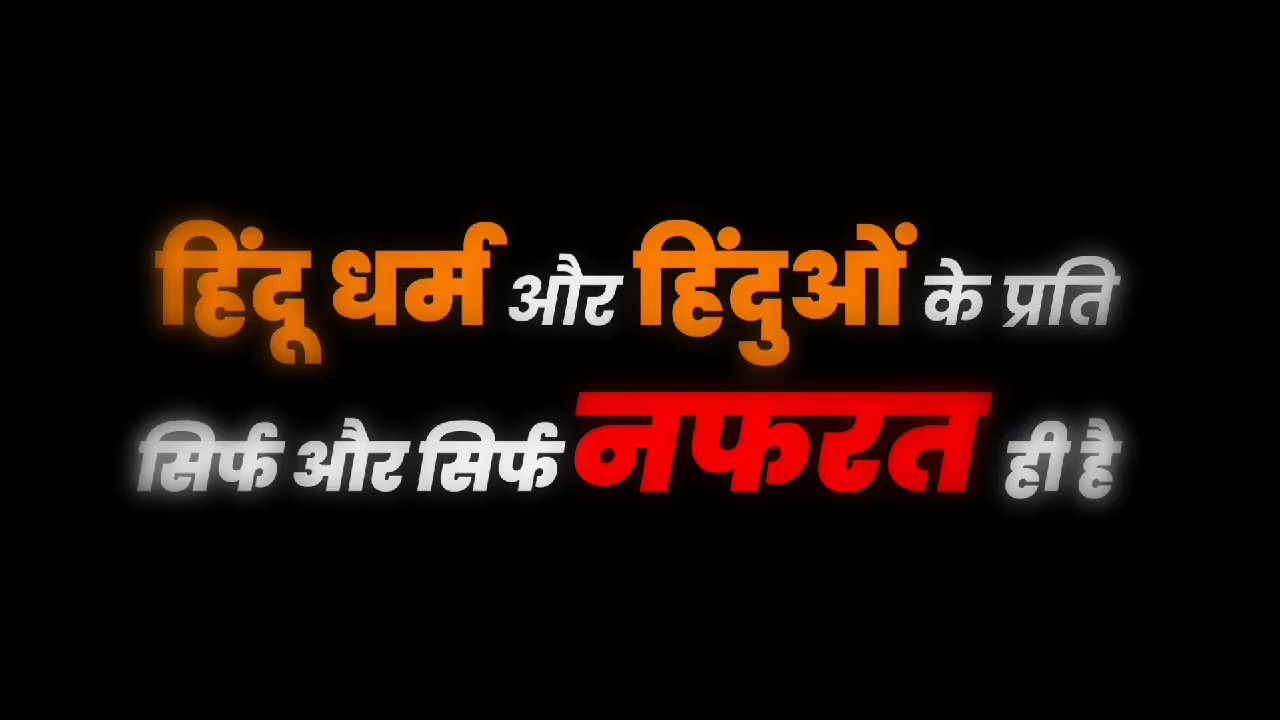 हिंदू धर्म और हिंदुओं के प्रति
सिर्फ और सिर्फ नफरत ही है